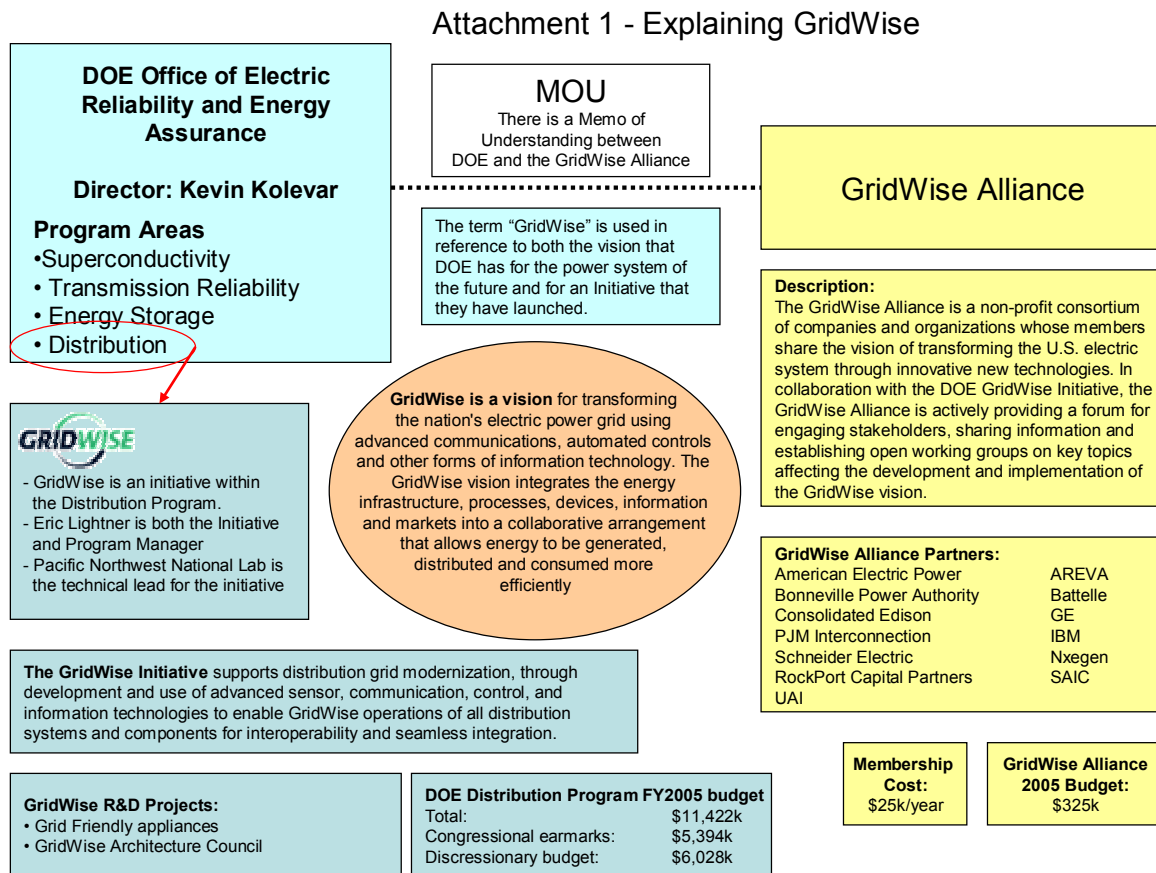 Attachment 1 - Explaining GridWise
DOE Office of Electric
Reliability and Energy
Assurance
Director: Kevin Kolevar
Program Areas
•Superconductivity
• Transmission Reliability
• Energy Storage
• Distribution
MOU
There is a Memo of
Understanding between
DOE and the GridWise Alliance
The term “GridWise” is used in
reference to both the vision that
DOE has for the power system of
the future and for an Initiative that
they have launched.
GridWise Alliance
Description:
The GridWise Alliance is a non-profit consortium
of companies and organizations whose members
share the vision of transforming the U.S. electric
system through innovative new technologies. In
collaboration with the DOE GridWise Initiative, the
GridWise Alliance is actively providing a forum for
engaging stakeholders, sharing information and
establishing open working groups on key topics
affecting the development and implementation of
the GridWise vision.
GRIDWISE
- GridWise is an initiative within
the Distribution Program.
- Eric Lightner is both the Initiative
and Program Manager
- Pacific Northwest National Lab is
the technical lead for the initiative
GridWise is a vision for transforming
the nation's electric power grid using
advanced communications, automated controls
and other forms of information technology. The
GridWise vision integrates the energy
infrastructure, processes, devices, information
and markets into a collaborative arrangement
that allows energy to be generated,
distributed and consumed more
efficiently
GridWise Alliance Partners:
American Electric Power AREVA
Bonneville Power Authority Battelle
Consolidated Edison GE
PJM Interconnection IBM
Schneider Electric Nxegen
RockPort Capital Partners SAIC
UAI
The GridWise Initiative supports distribution grid modernization, through
development and use of advanced sensor, communication, control, and
information technologies to enable GridWise operations of all distribution
systems and components for interoperability and seamless integration.
GridWise R&D Projects:
• Grid Friendly appliances
• GridWise Architecture Council
DOE Distribution Program FY2005 budget
Total: $11,422k
Congressional earmarks: $5,394k
Discressionary budget: $6,028k
Membership
Cost:
$25k/year
GridWise Alliance
2005 Budget:
$325k